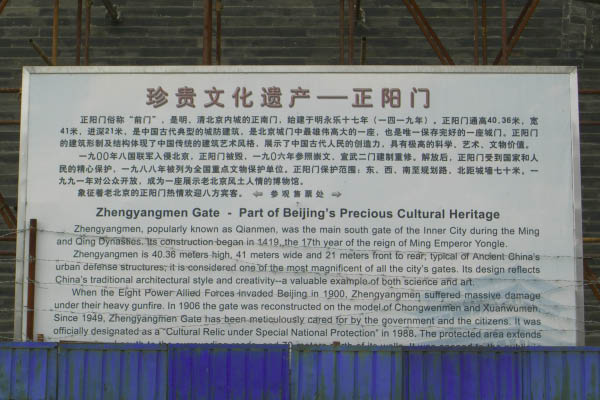 珍贵文化遗产—正阳门
正阳门俗称“前门”，是明、清北京内城的正南门，始建于明永乐十七年（一四一九年）。正阳门通高40.36米，宽
41米，进深21米，是中国古代典型的城防建筑，是北京城门中最雄伟高大的一座，也是唯一保存完好的一座城门。正阳门
的建筑形制及结构体现了中国传统的建筑艺术风格，展示了中国古代人民的创造力，具有极高的科学、艺术、文物价值。
一九00年八国联军入侵北京，正阳门被毁，一九0六年参照崇文，宣武二门建制重修。解放后，正阳门受到国家和人
民的精心保护，一九八八年被列为全国重点文物保护单位。正阳门保护范围：东、西、南至规划路，北距城墙七十米，一
九九一年对公众开放，成为一座展示老北京风土人情的博物馆。
象征着老北京的正阳门热情欢迎八方宾客。 参观售票处
Zhengyangmen Gate - Part of Beijing's Precious Cultural Heritage
Zhengyangmen, popularly known as Qianmen, was the main south gate of the Inner City during the Ming
and Qing Dynasties. Its construction began in 1419, the 17th year of the reign of Ming Emperor Yongle.
Zhengyangmen is 40.36 meters high, 41 meters wide and 21 meters front to rear; typical of Ancient China's
urban defense structures; it is considered one of the most magnificent of all the city's gates. Its design reflects
China's traditional architectural style and creativity--a valuable example of both science and art.
When the Eight Power Allied Forces invaded Beijing in 1900, Zhengyangmen suffered massive damage
under their heavy gunfire. In 1906 the gate was reconstructed on the model of Chongwenmen and Xuanwumen.
Since 1949, Zhengyangmen Gate has been meticulously cared for by the government and the citizens. It was
officially designated as a "Cultural Relic under Special National Protection" in 1988. The protected area extends